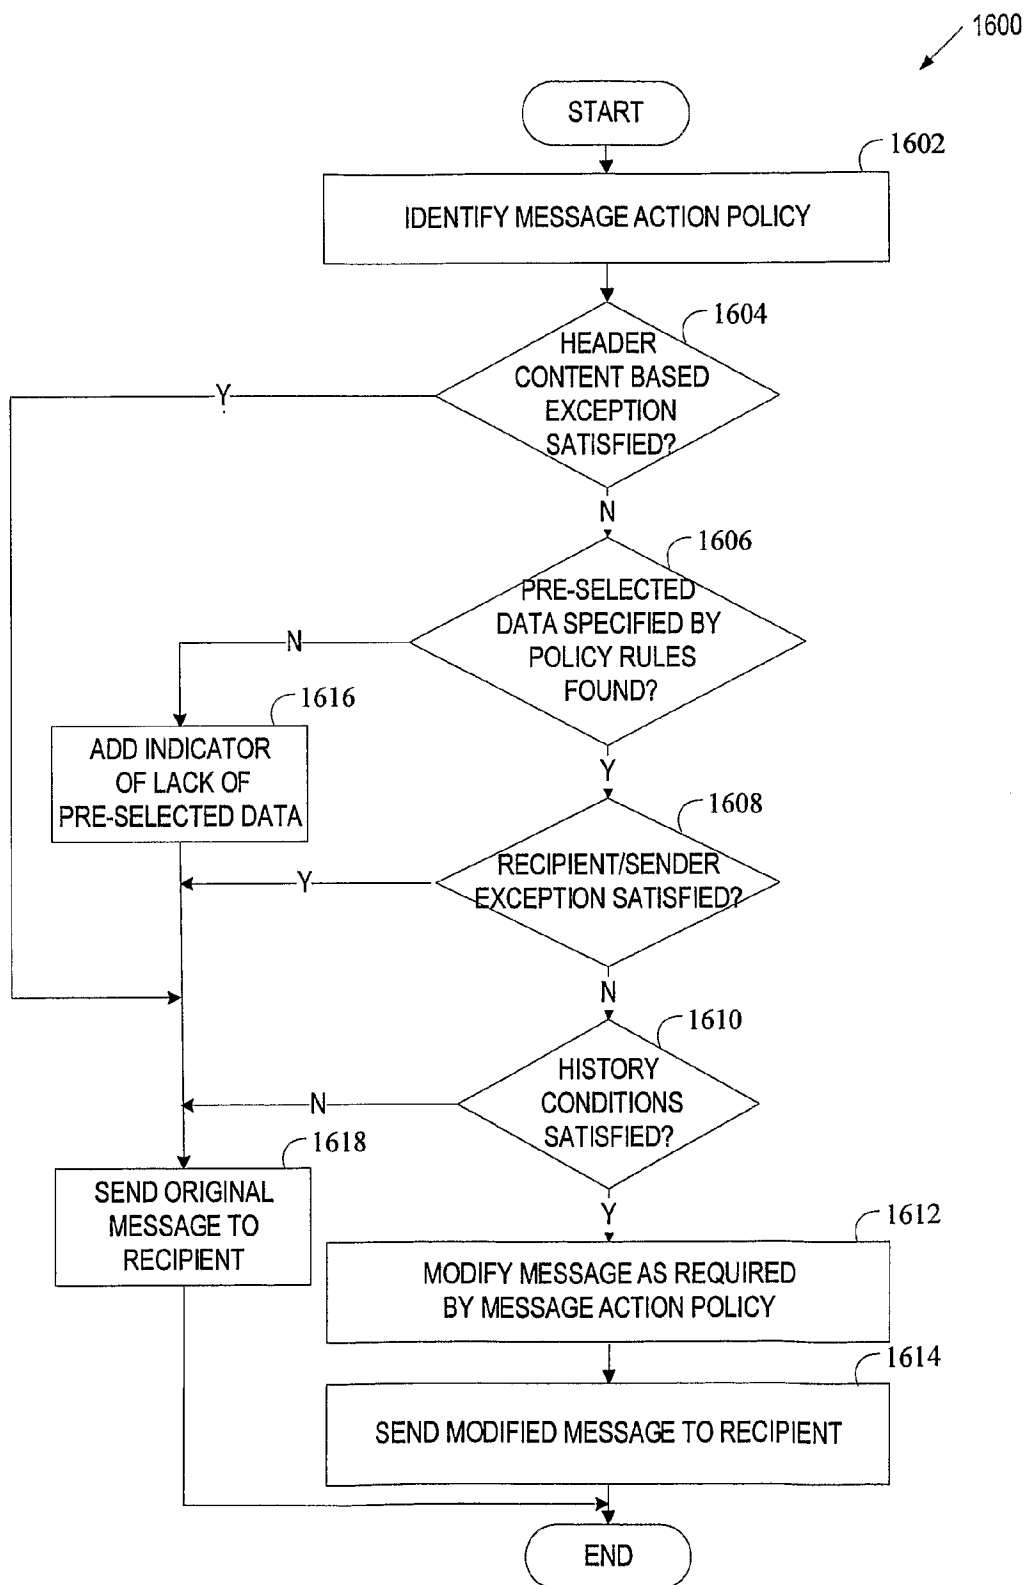 1600
START
1602
IDENTIFY MESSAGE ACTION POLICY
1604
HEADER
CONTENT BASED
EXCEPTION
SATISFIED?
Y
N
1606
PRE-SELECTED
DATA SPECIFIED BY
POLICY RULES
FOUND?
N
1616
ADD INDICATOR
OF LACK OF
PRE-SELECTED DATA
Y
1608
RECIPIENT/SENDER
EXCEPTION SATISFIED?
Y
N
1610
HISTORY
CONDITIONS
SATISFIED?
N
1618
SEND ORIGINAL
MESSAGE TO
RECIPIENT
Y
1612
MODIFY MESSAGE AS REQUIRED
BY MESSAGE ACTION POLICY
1614
SEND MODIFIED MESSAGE TO RECIPIENT
END